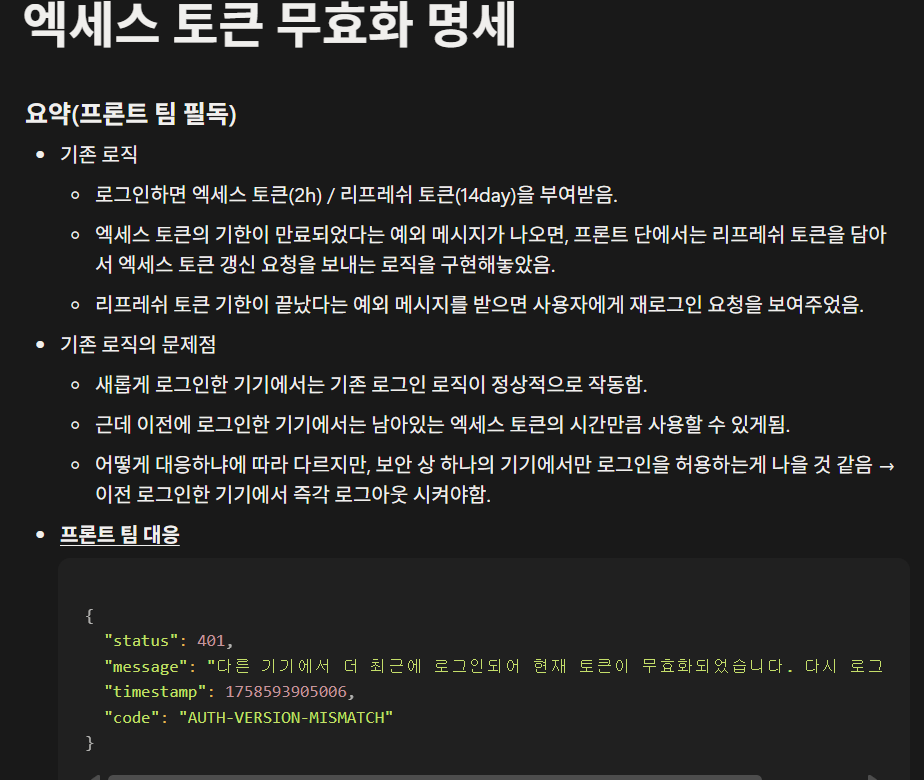 엑세스 토큰 무효화 명세
요약(프론트 팀 필독)
• 기존 로직
◦ 로그인하면 엑세스 토큰(2h) / 리프레쉬 토큰(14day)을 부여받음.
◦ 엑세스 토큰의 기한이 만료되었다는 예외 메시지가 나오면, 프론트 단에서는 리프레쉬 토큰을 담아
서 엑세스 토큰 갱신 요청을 보내는 로직을 구현해놓았음.
◦ 리프레쉬 토큰 기한이 끝났다는 예외 메시지를 받으면 사용자에게 재로그인 요청을 보여주었음.
• 기존 로직의 문제점
◦ 새롭게 로그인한 기기에서는 기존 로그인 로직이 정상적으로 작동함.
◦ 근데 이전에 로그인한 기기에서는 남아있는 엑세스 토큰의 시간만큼 사용할 수 있게됨.
◦ 어떻게 대응하냐에 따라 다르지만, 보안 상 하나의 기기에서만 로그인을 허용하는게 나을 것 같음 →
이전 로그인한 기기에서 즉각 로그아웃 시켜야함.
• 프론트 팀 대응
{
"status": 401,
"message": "다른 기기에서 더 최근에 로그인되어 현재 토큰이 무효화되었습니다. 다시 로그
"timestamp": 1758593905006,
"code": "AUTH-VERSION-MISMATCH"
}